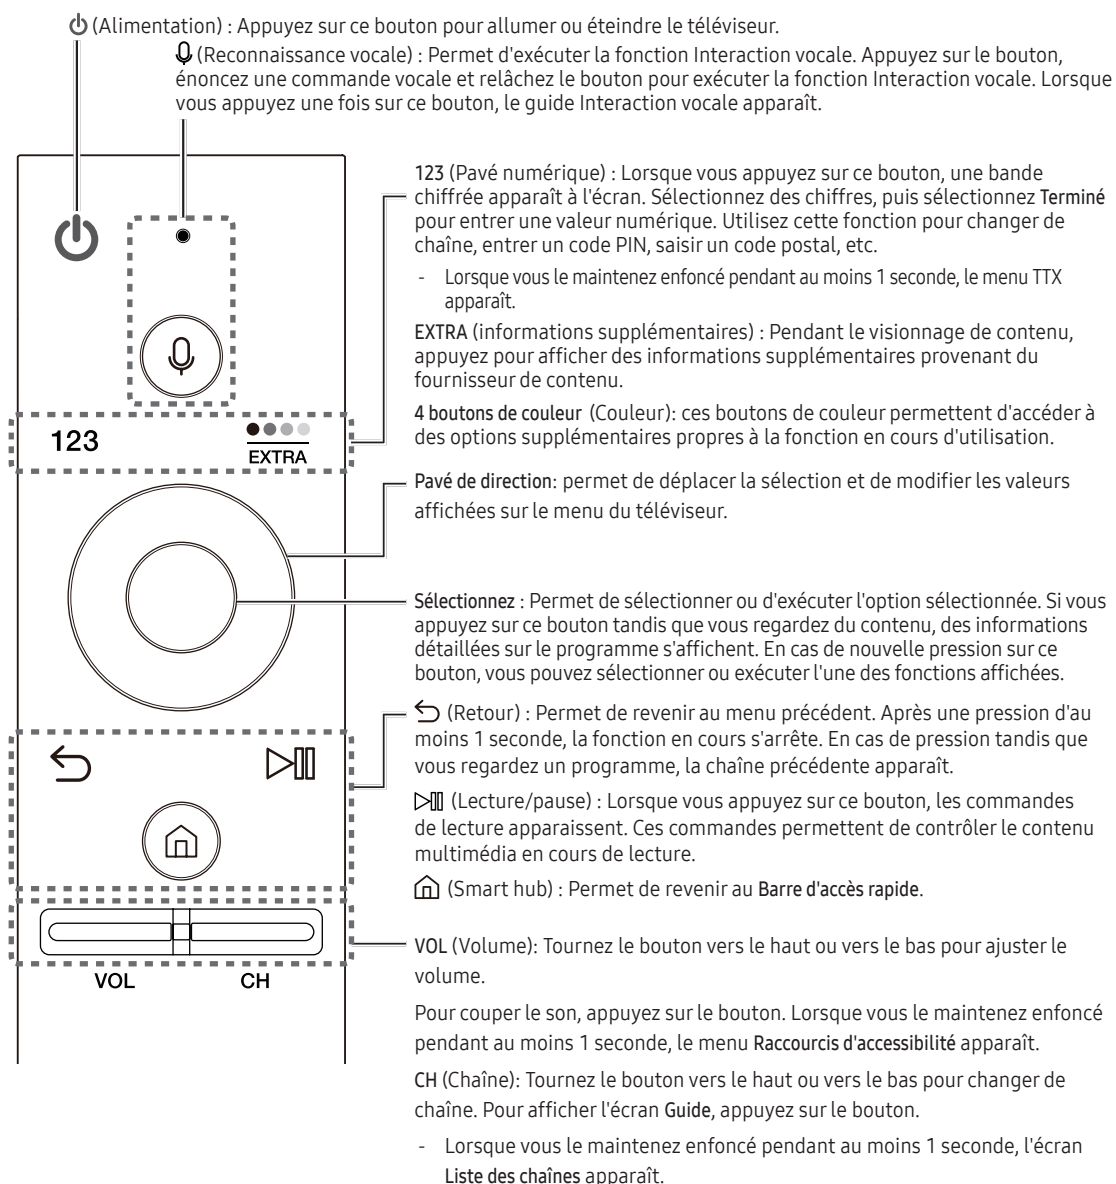 (Alimentation) : Appuyez sur ce bouton pour allumer ou éteindre le téléviseur.
(Reconnaissance vocale) : Permet d'exécuter la fonction Interaction vocale. Appuyez sur le bouton,
énoncez une commande vocale et relâchez le bouton pour exécuter la fonction Interaction vocale. Lorsque
vous appuyez une fois sur ce bouton, le guide Interaction vocale apparaît.
123 (Pavé numérique) : Lorsque vous appuyez sur ce bouton, une bande
chiffrée apparaît à l'écran. Sélectionnez des chiffres, puis sélectionnez Terminé
pour entrer une valeur numérique. Utilisez cette fonction pour changer de
chaîne, entrer un code PIN, saisir un code postal, etc.
- Lorsque vous le maintenez enfoncé pendant au moins 1 seconde, le menu TTX
apparaît.
EXTRA (informations supplémentaires) : Pendant le visionnage de contenu,
appuyez pour afficher des informations supplémentaires provenant du
fournisseur de contenu.
4 boutons de couleur (Couleur): ces boutons de couleur permettent d'accéder à
des options supplémentaires propres à la fonction en cours d'utilisation.
123
EXTRA
Pavé de direction: permet de déplacer la sélection et de modifier les valeurs
affichées sur le menu du téléviseur.
Sélectionnez : Permet de sélectionner ou d'exécuter l'option sélectionnée. Si vous
appuyez sur ce bouton tandis que vous regardez du contenu, des informations
détaillées sur le programme s'affichent. En cas de nouvelle pression sur ce
bouton, vous pouvez sélectionner ou exécuter l'une des fonctions affichées.
(Retour) : Permet de revenir au menu précédent. Après une pression d'au
moins 1 seconde, la fonction en cours s'arrête. En cas de pression tandis que
vous regardez un programme, la chaîne précédente apparaît.
(Lecture/pause) : Lorsque vous appuyez sur ce bouton, les commandes
de lecture apparaissent. Ces commandes permettent de contrôler le contenu
multimédia en cours de lecture.
(Smart hub) : Permet de revenir au Barre d'accès rapide.
VOL (Volume): Tournez le bouton vers le haut ou vers le bas pour ajuster le
volume.
VOL
CH
Pour couper le son, appuyez sur le bouton. Lorsque vous le maintenez enfoncé
pendant au moins 1 seconde, le menu Raccourcis d'accessibilité apparaît.
CH (Chaîne): Tournez le bouton vers le haut ou vers le bas pour changer de
chaîne. Pour afficher l'écran Guide, appuyez sur le bouton.
- Lorsque vous le maintenez enfoncé pendant au moins 1 seconde, l'écran
Liste des chaînes apparaît.